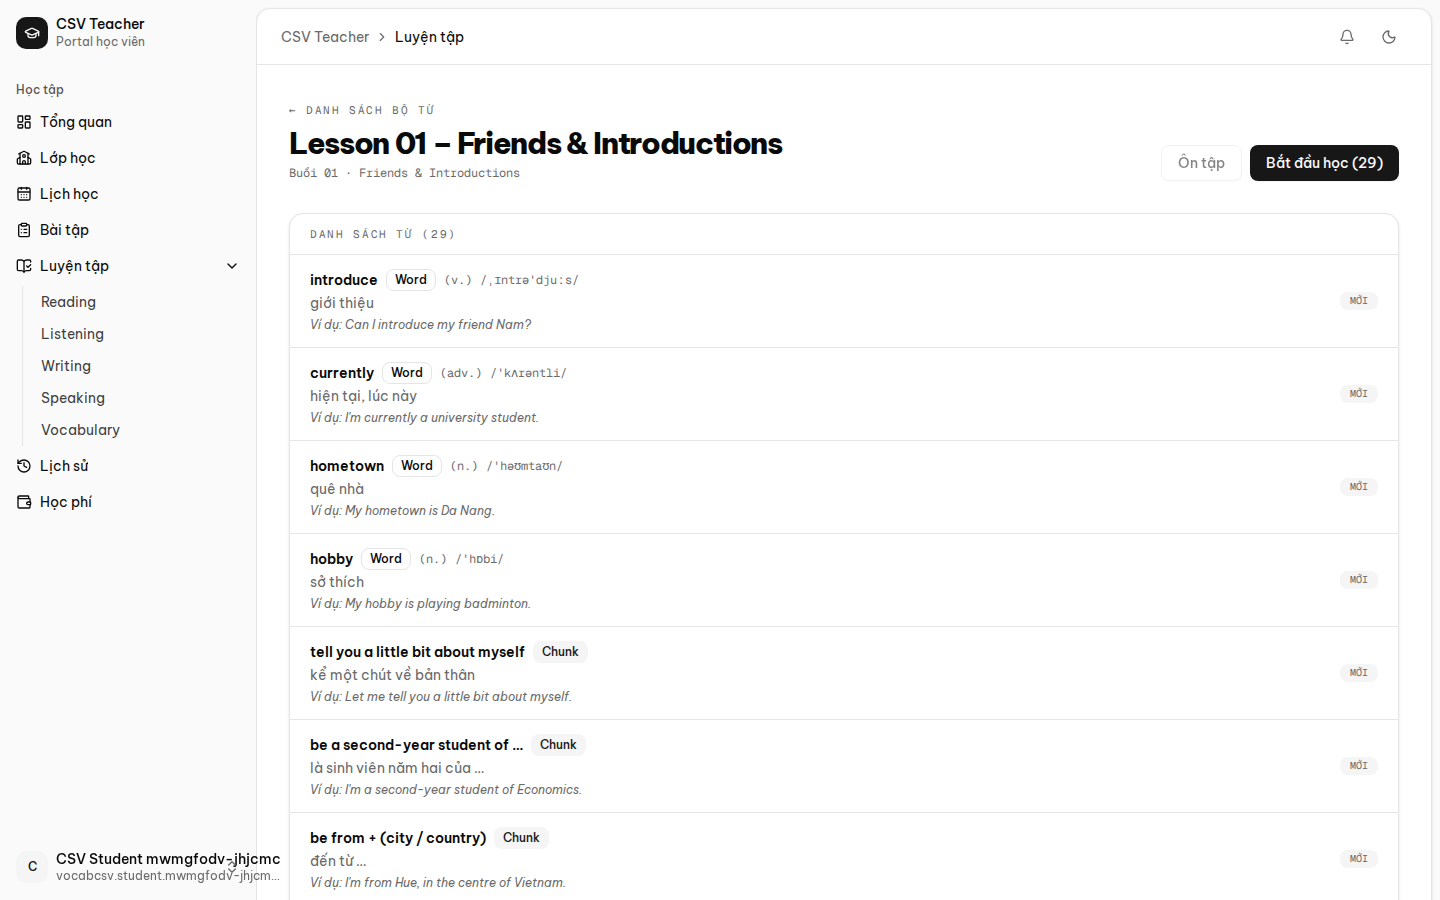 CSV Teacher
Portal học viên
Học tập
Tổng quan
Lớp học
Lịch học
Bài tập
Luyện tập
Reading
Listening
Writing
Speaking
Vocabulary
Lịch sử
Học phí
C
CSV Student mwmgfodv-jhjcmc
vocabcsv.student.mwmgfodv-jhjcm...
CSV Teacher > Luyện tập
← DANH SÁCH BỘ TỪ
Lesson 01 – Friends & Introductions
Buổi 01 · Friends & Introductions
Ôn tập
Bắt đầu học (29)
DANH SÁCH TỪ (29)
introduce Word (v.) /ˌɪntrəˈdjuːs/
giới thiệu
Ví dụ: Can I introduce my friend Nam?
MỚI
currently Word (adv.) /ˈkʌrəntli/
hiện tại, lúc này
Ví dụ: I'm currently a university student.
MỚI
hometown Word (n.) /ˈhəʊmtaʊn/
quê nhà
Ví dụ: My hometown is Da Nang.
MỚI
hobby Word (n.) /ˈhɒbi/
sở thích
Ví dụ: My hobby is playing badminton.
MỚI
tell you a little bit about myself Chunk
kể một chút về bản thân
Ví dụ: Let me tell you a little bit about myself.
MỚI
be a second-year student of ... Chunk
là sinh viên năm hai của ...
Ví dụ: I'm a second-year student of Economics.
MỚI
be from + (city / country) Chunk
đến từ ...
Ví dụ: I'm from Hue, in the centre of Vietnam.
MỚI